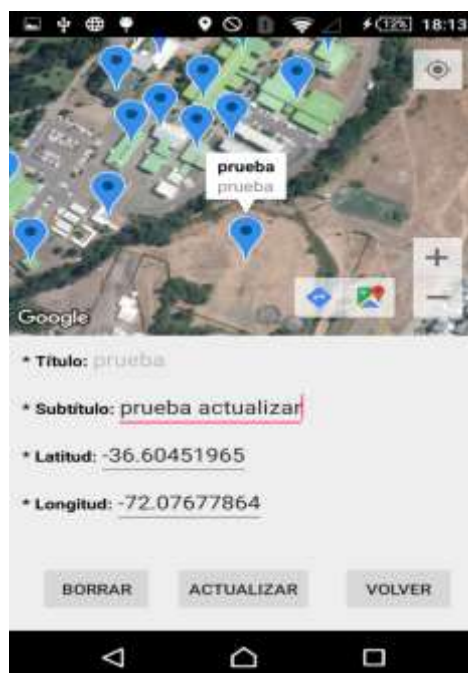 12% 18:13
prueba
prueba
Google
* Título: prueba
* Subtítulo: prueba actualizar
* Latitud: -36.60451965
* Longitud: -72.07677864
BORRAR ACTUALIZAR VOLVER